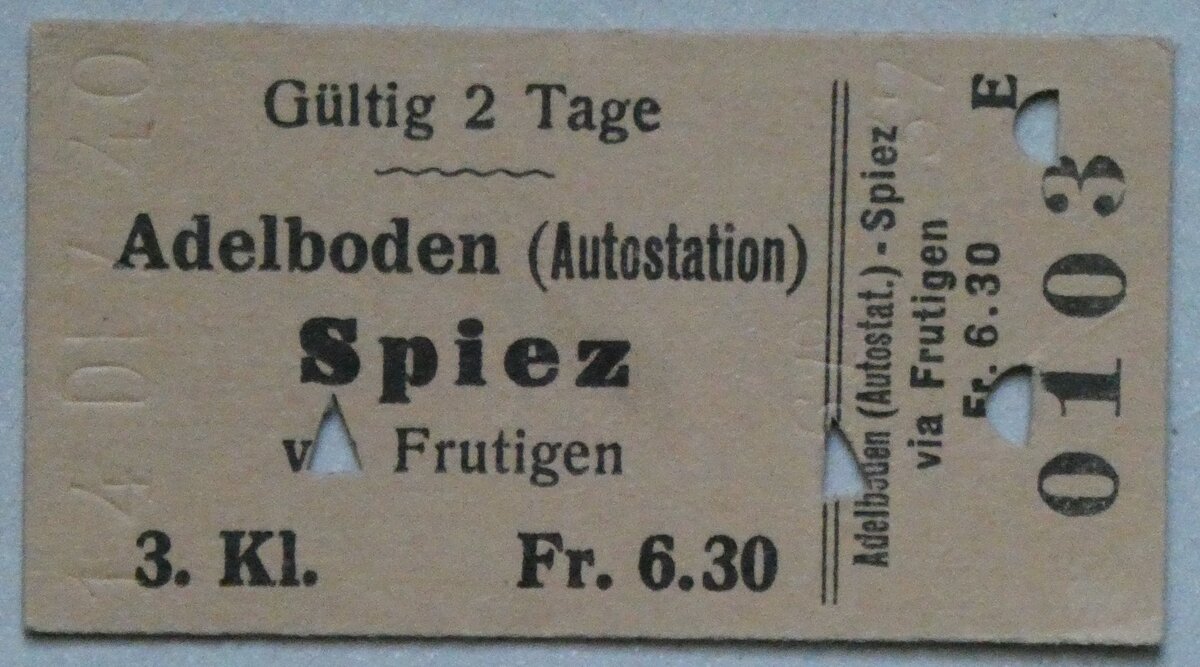 Gültig 2 Tage
Adelboden (Autostation)
Spiez
Frutigen
3. Kl. Fr. 6.30
Adelboden (Autostat.) - Spiez
via Frutigen
Fr. 6.30
E
0103